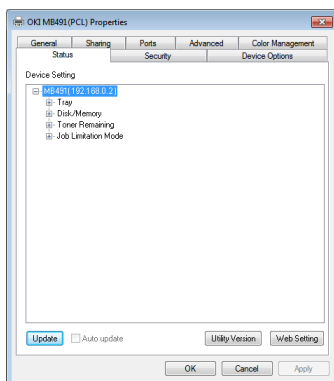 OKI MB491(PCL) Properties
General Sharing Ports Advanced Color Management
Status Security Device Options
Device Setting
MB491(192.168.0.2)
Tray
Disk/Memory
Toner Remaining
Job Limitation Mode
Update Auto update Utility Version Web Setting
OK Cancel Apply